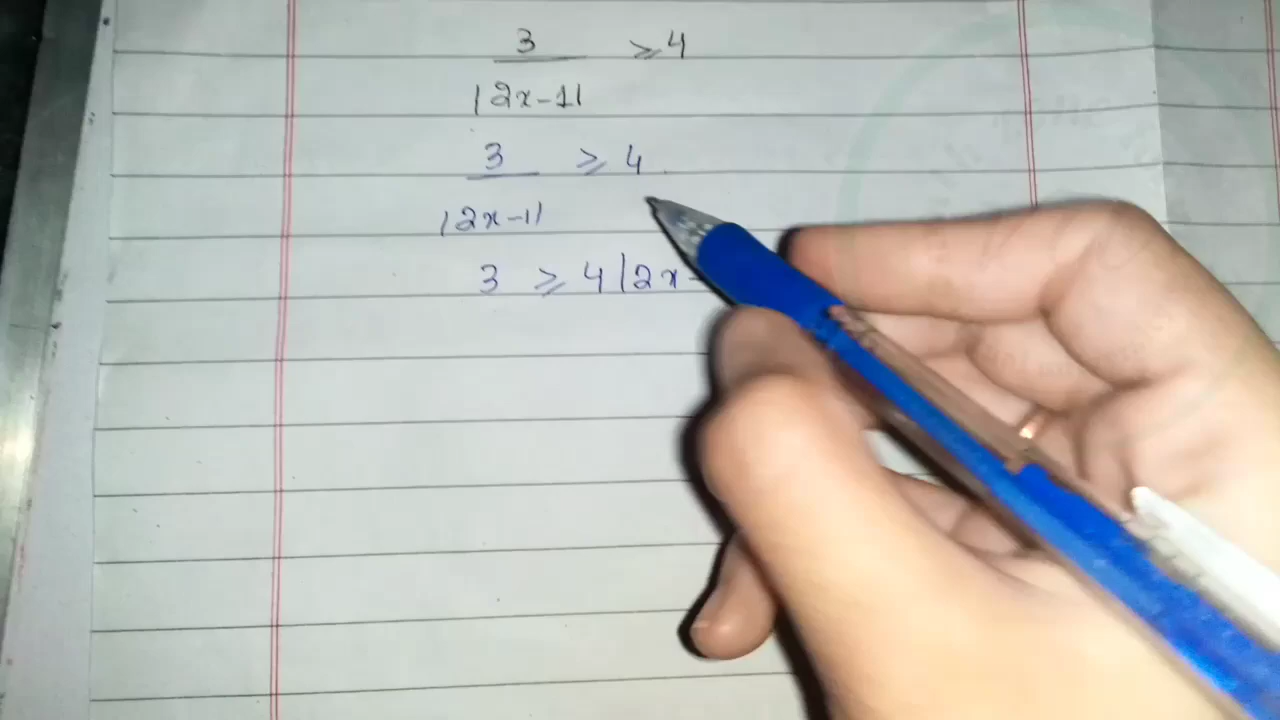 3 ⩾ 4
|2x-1|
3 ⩾ 4
|2x-1|
3 ⩾ 4|2x-